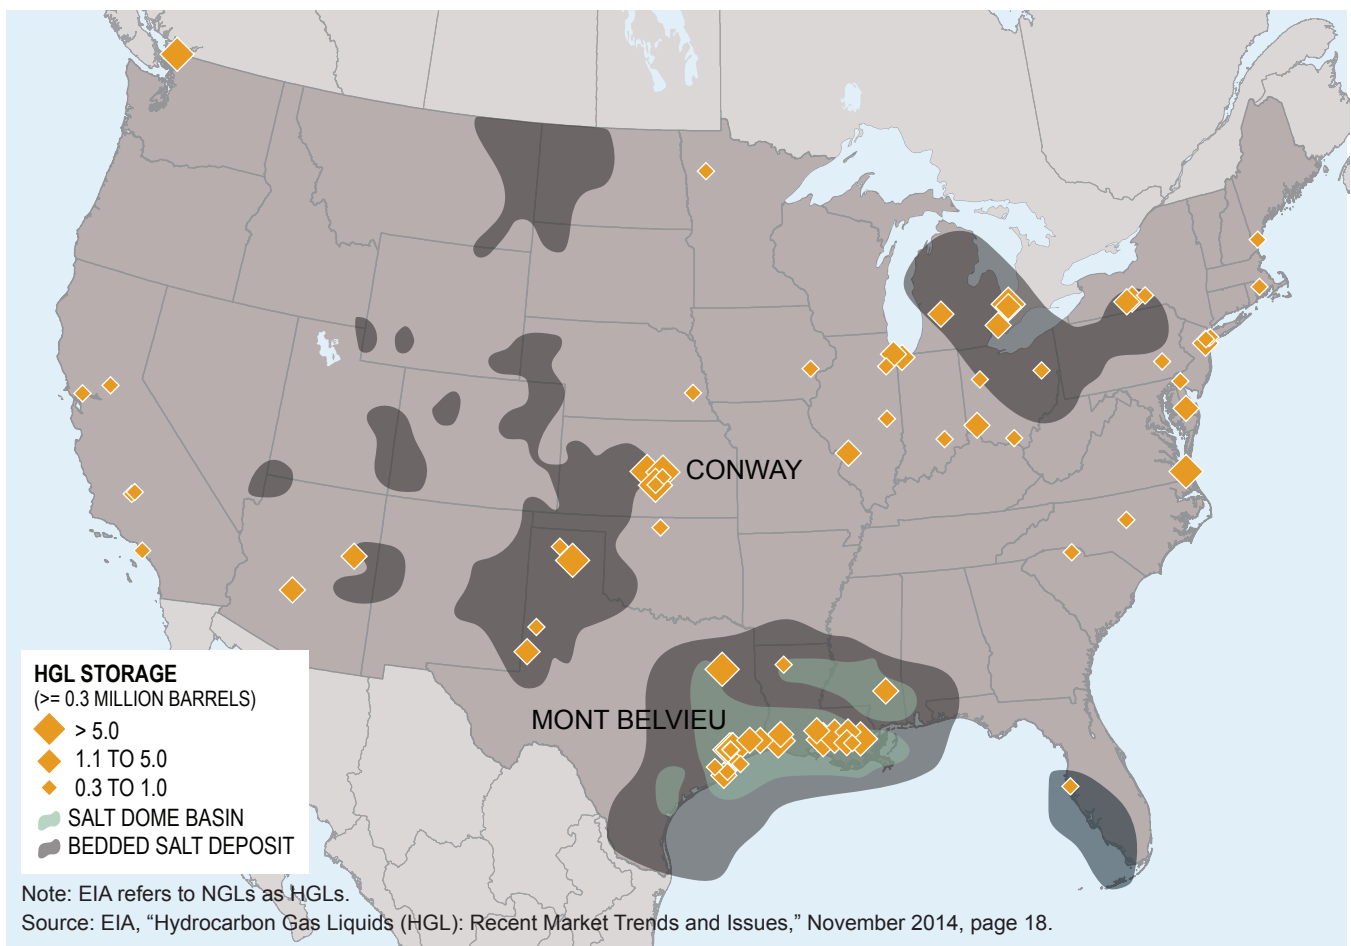 CONWAY
MONT BELVIEU
HGL STORAGE
(>= 0.3 MILLION BARRELS)
> 5.0
1.1 TO 5.0
0.3 TO 1.0
SALT DOME BASIN
BEDDED SALT DEPOSIT
Note: EIA refers to NGLs as HGLs.
Source: EIA, “Hydrocarbon Gas Liquids (HGL): Recent Market Trends and Issues,” November 2014, page 18.